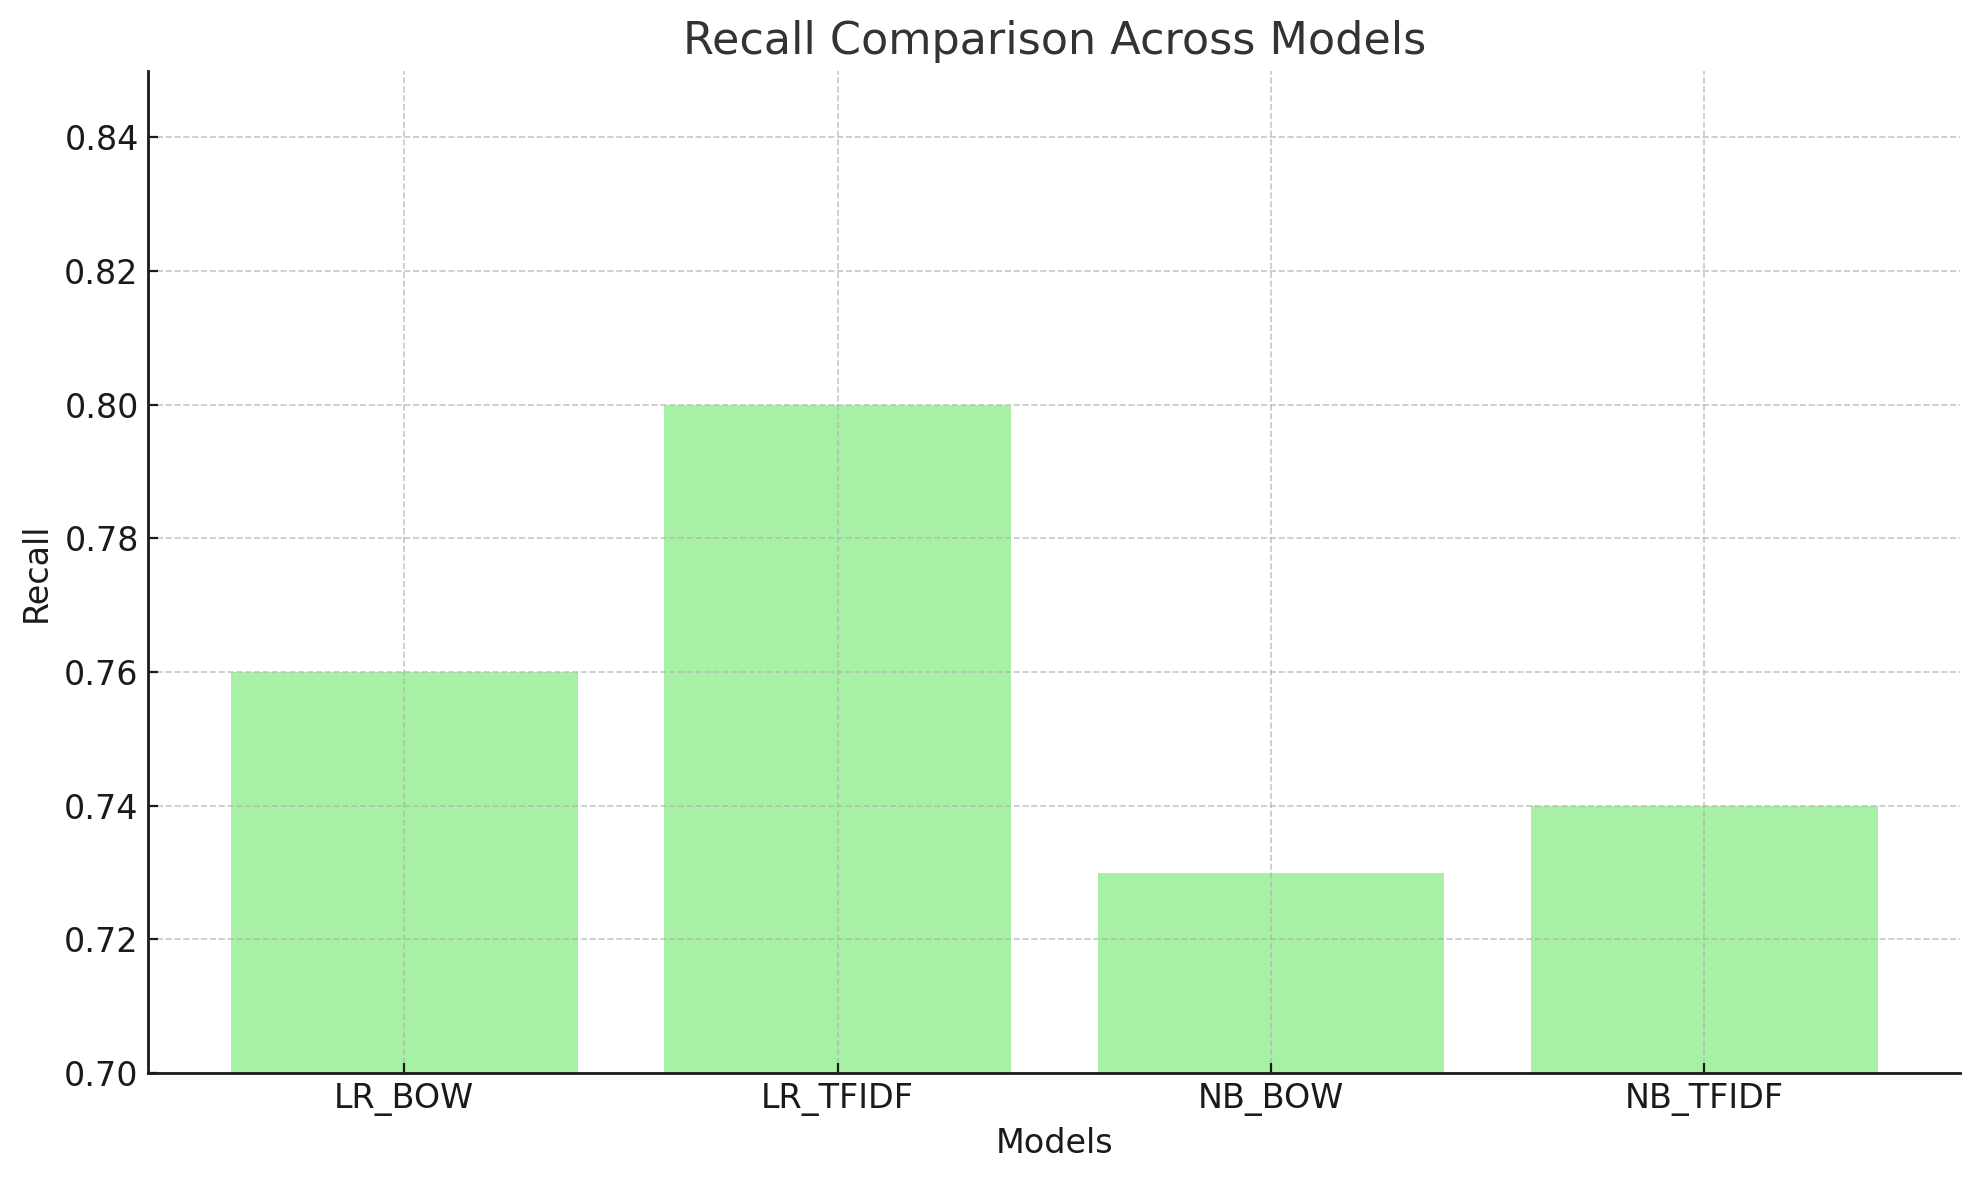 Recall Comparison Across Models
0.84
0.82
0.80
0.78
0.76
0.74
0.72
0.70
Recall
LR_BOW
LR_TFIDF
NB_BOW
NB_TFIDF
Models